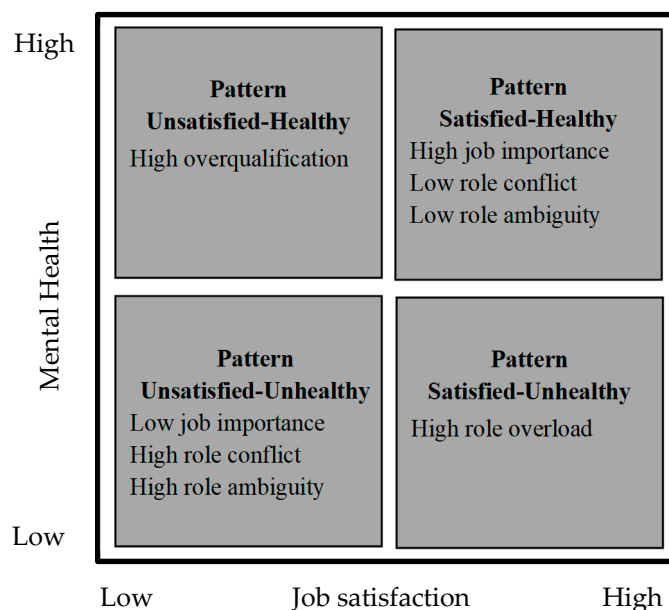 High
Pattern
Unsatisfied-Healthy
High overqualification
Pattern
Satisfied-Healthy
High job importance
Low role conflict
Low role ambiguity
Mental Health
Pattern
Unsatisfied-Unhealthy
Low job importance
High role conflict
High role ambiguity
Pattern
Satisfied-Unhealthy
High role overload
Low
Low
Job satisfaction
High